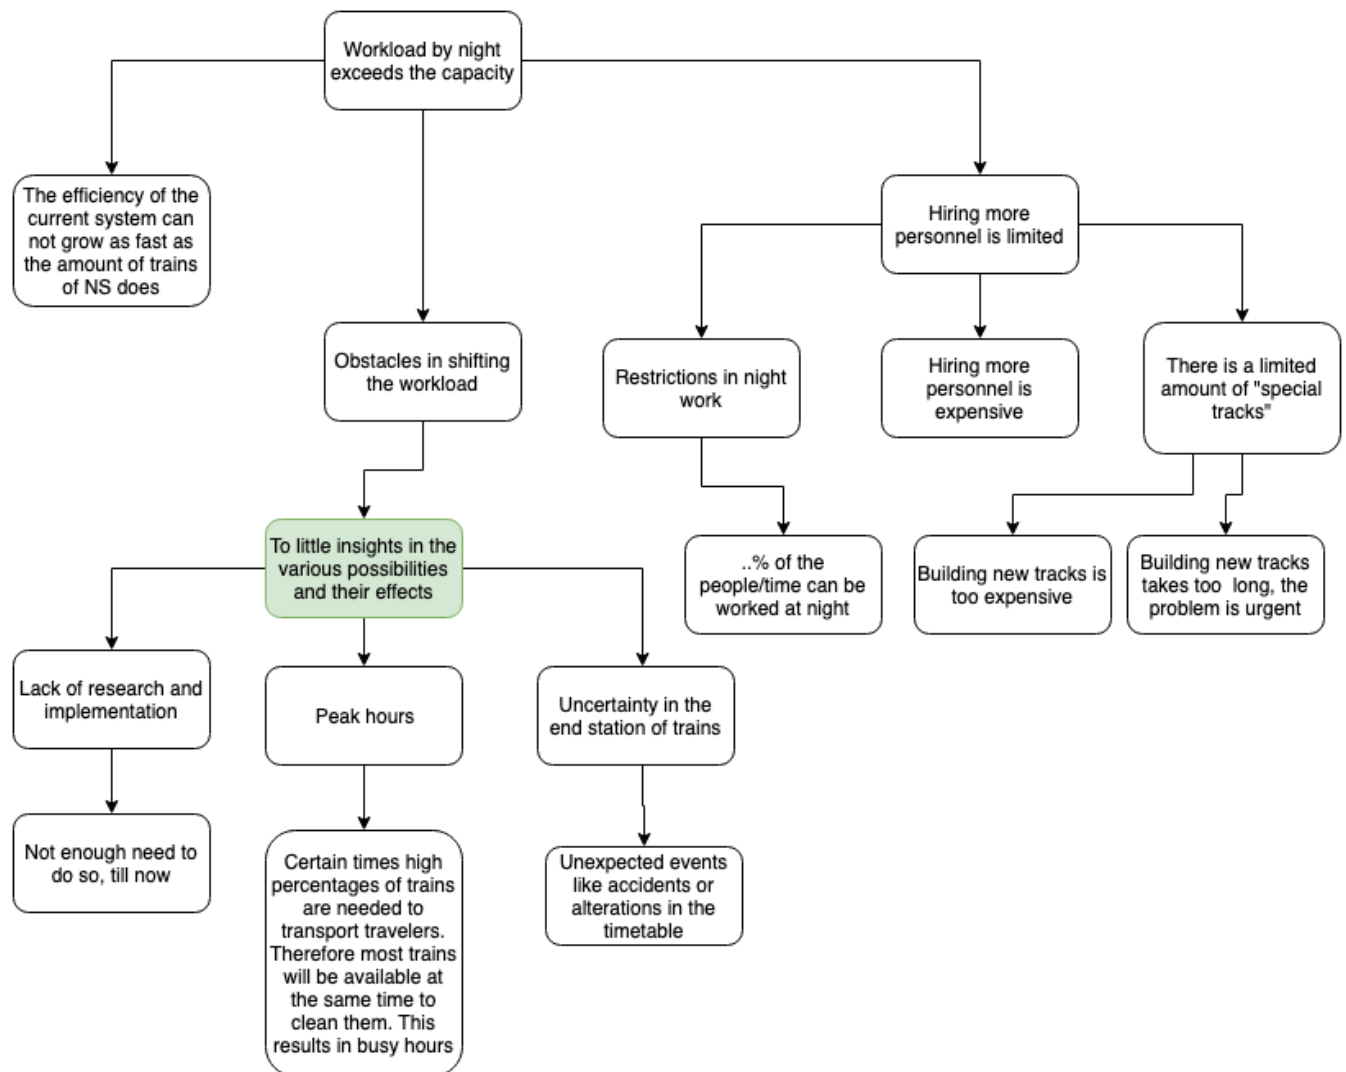 Workload by night
exceeds the capacity
The efficiency of the
current system can
not grow as fast as
the amount of trains
of NS does
Hiring more
personnel is limited
Obstacles in shifting
the workload
Restrictions in night
work
Hiring more
personnel is
expensive
There is a limited
amount of "special
tracks"
To little insights in the
various possibilities
and their effects
..% of the
people/time can be
worked at night
Building new tracks is
too expensive
Building new tracks
takes too long, the
problem is urgent
Lack of research and
implementation
Peak hours
Uncertainty in the
end station of trains
Not enough need to
do so, till now
Certain times high
percentages of trains
are needed to
transport travelers.
Therefore most trains
will be available at
the same time to
clean them. This
results in busy hours
Unexpected events
like accidents or
alterations in the
timetable